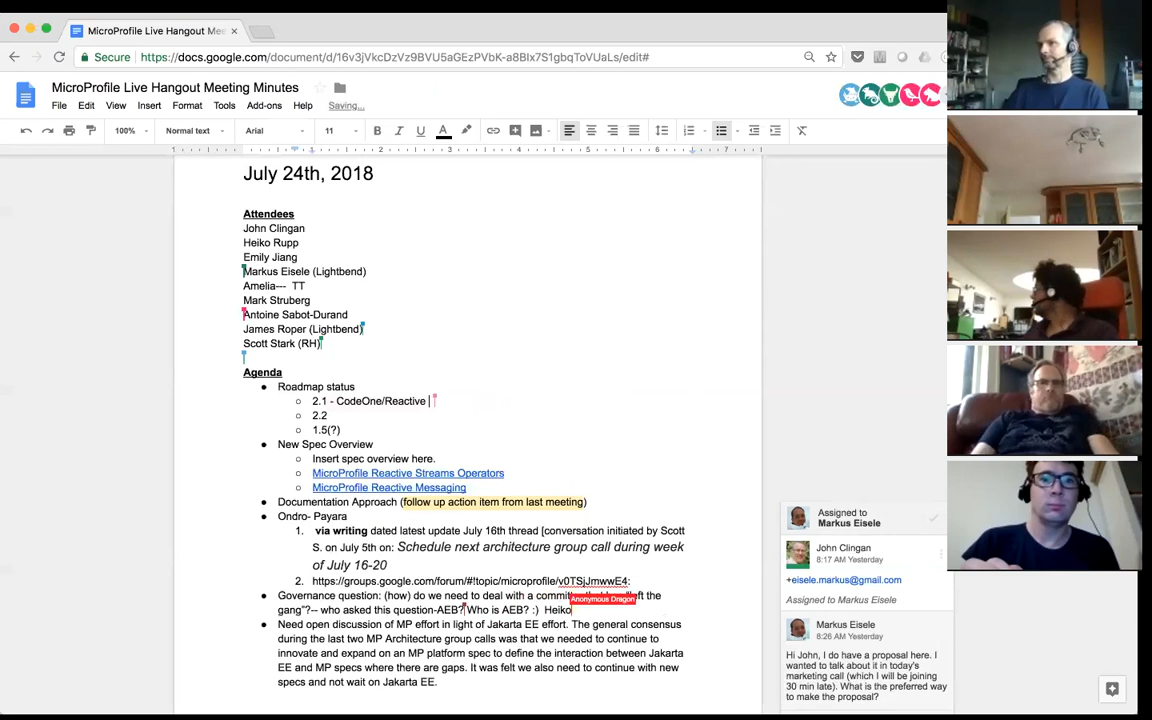 MicroProfile Live Hangout Mee
Secure
https://docs.google.com/document/d/16v3jVkcDzVz9BVU5aGEzPVbK-a8BIx7S1gbqToVUaLs/edit#
MicroProfile Live Hangout Meeting Minutes
File Edit View Insert Format Tools Add-ons Help Saving...
100% Normal text Arial 11 B I U A
1 1 2 3 4 5 6 7
July 24th, 2018
Attendees
John Clingan
Heiko Rupp
Emily Jiang
Markus Eisele (Lightbend)
Amelia--- TT
Mark Struberg
Antoine Sabot-Durand
James Roper (Lightbend)
Scott Stark (RH)
Agenda
● Roadmap status
○ 2.1 - CodeOne/Reactive
○ 2.2
○ 1.5(?)
● New Spec Overview
○ Insert spec overview here.
○ MicroProfile Reactive Streams Operators
○ MicroProfile Reactive Messaging
● Documentation Approach (follow up action item from last meeting)
● Ondro- Payara
1. via writing dated latest update July 16th thread [conversation initiated by Scott
S. on July 5th on: Schedule next architecture group call during week
of July 16-20
2. https://groups.google.com/forum/#!topic/microprofile/v0TSjJmwwE4:
● Governance question: (how) do we need to deal with a left the
Anonymous Dragon
gang"?-- who asked this question-AEB? Who is AEB? :) Heiko
● Need open discussion of MP effort in light of Jakarta EE effort. The general consensus
during the last two MP Architecture group calls was that we needed to continue to
innovate and expand on an MP platform spec to define the interaction between Jakarta
EE and MP specs where there are gaps. It was felt we also need to continue with new
specs and not wait on Jakarta EE.
Assigned to
Markus Eisele
John Clingan
8:17 AM Yesterday
+eisele.markus@gmail.com
Assigned to Markus Eisele
Markus Eisele
8:26 AM Yesterday
Hi John, I do have a proposal here. I
wanted to talk about it in today's
marketing call (which I will be joining
30 min late). What is the preferred way
to make the proposal?